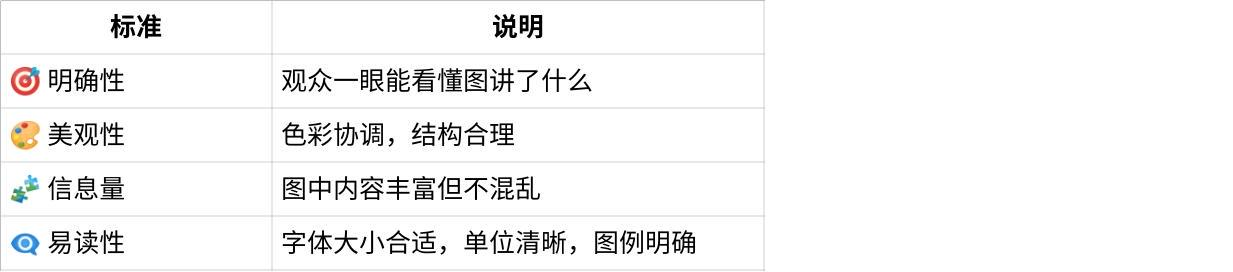 标准 说明
🎯 明确性 观众一眼能看懂图讲了什么
🎨 美观性 色彩协调，结构合理
🧩 信息量 图中内容丰富但不混乱
👁️‍🗨️ 易读性 字体大小合适，单位清晰，图例明确